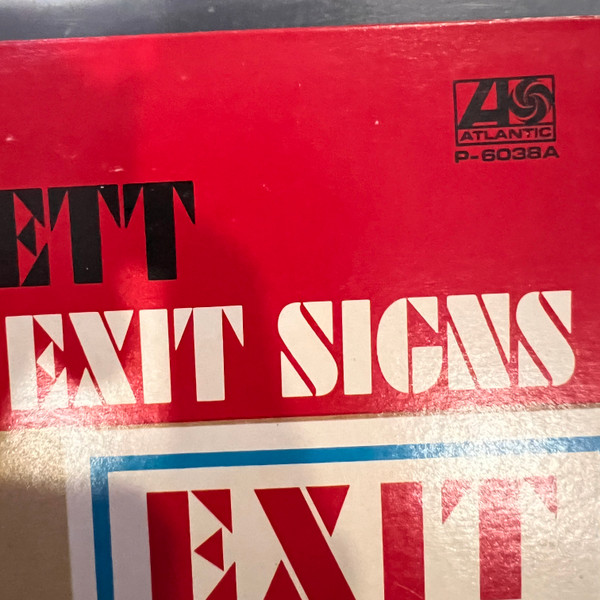 ATLANTIC
P-6038A
ETT
EXIT SIGNS
EXIT